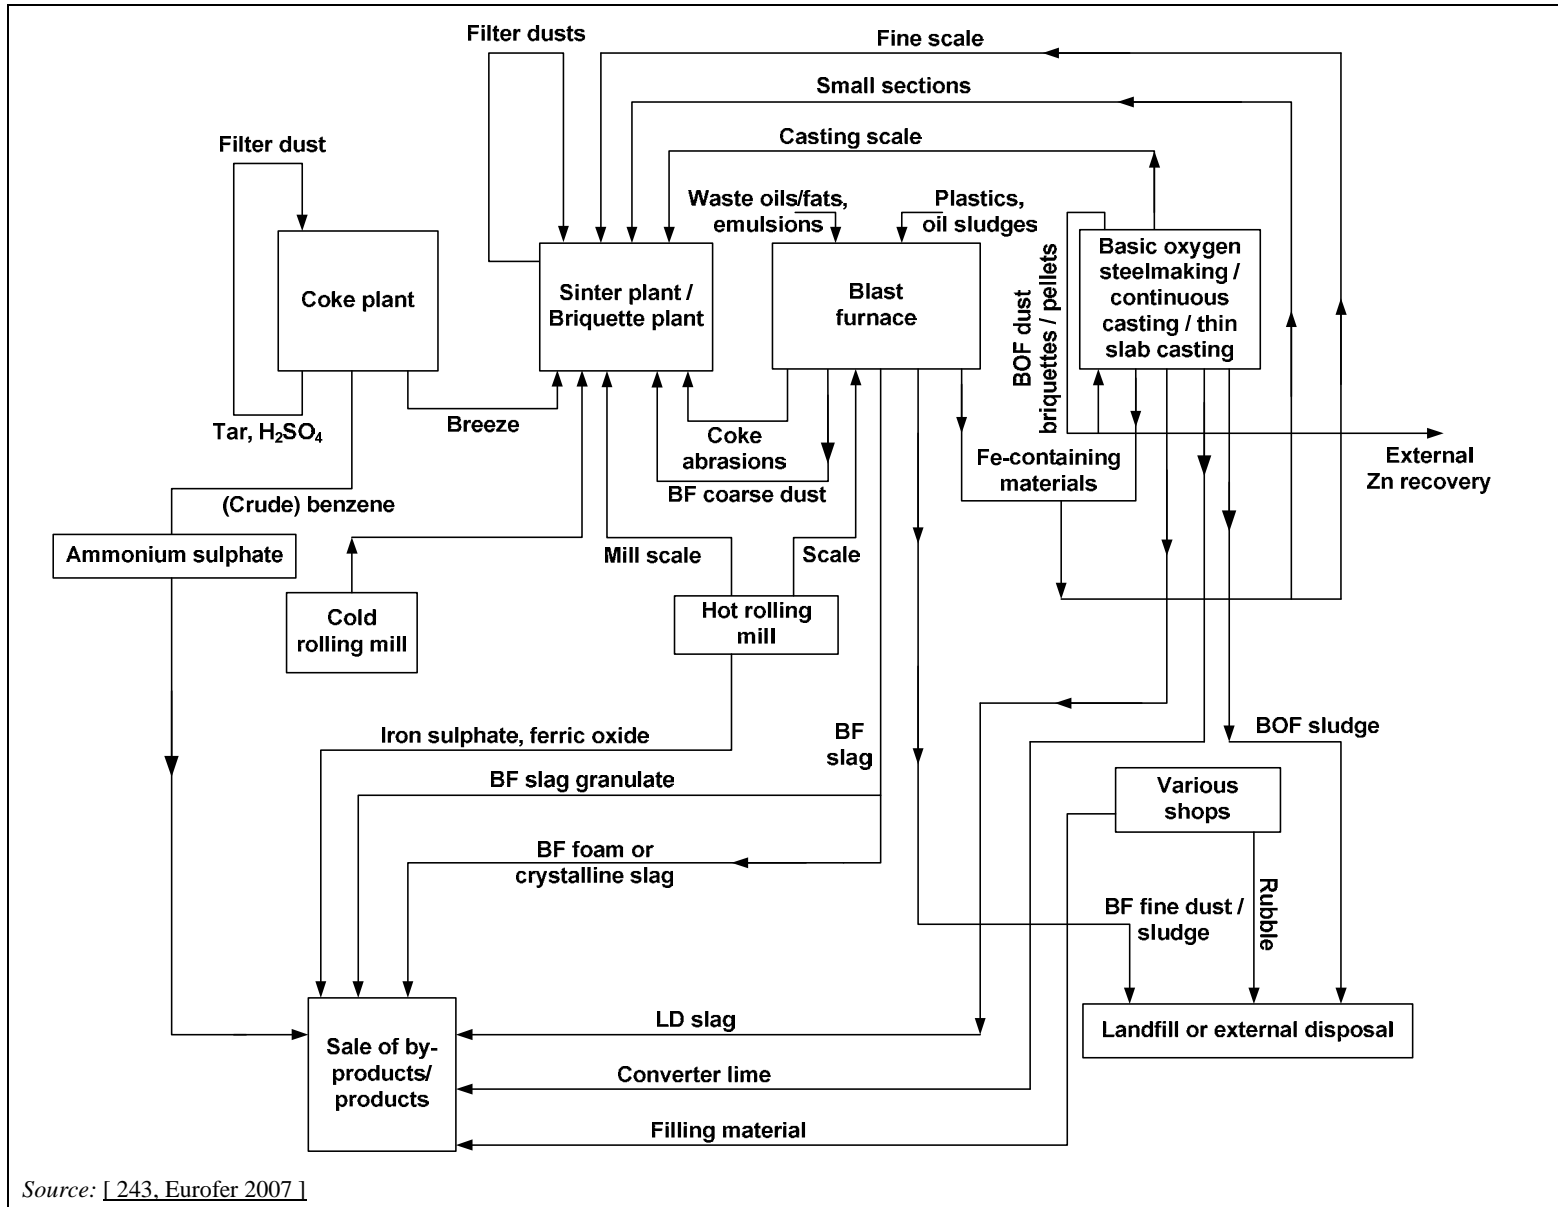 Filter dusts
Fine scale
Small sections
Casting scale
Filter dust
Waste oils/fats,
emulsions
Plastics,
oil sludges
Coke plant
Sinter plant /
Briquette plant
Blast
furnace
BOF dust
briquettes / pellets
Basic oxygen
steelmaking /
continuous
casting / thin
slab casting
Tar, H₂SO₄
Breeze
Coke
abrasions
BF coarse dust
Fe-containing
materials
External
Zn recovery
(Crude) benzene
Ammonium sulphate
Mill scale
Scale
Cold
rolling mill
Hot rolling
mill
Iron sulphate, ferric oxide
BF
slag
BOF sludge
BF slag granulate
Various
shops
BF foam or
crystalline slag
BF fine dust /
sludge
Rubble
LD slag
Landfill or external disposal
Sale of by-
products/
products
Converter lime
Filling material
Source: [ 243, Eurofer 2007 ]